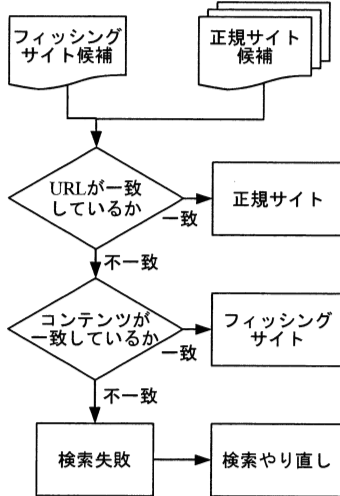 フィッシング
サイト候補
正規サイト
候補
URLが一致
しているか
一致
正規サイト
不一致
コンテンツが
一致しているか
一致
フィッシング
サイト
不一致
検索失敗
検索やり直し